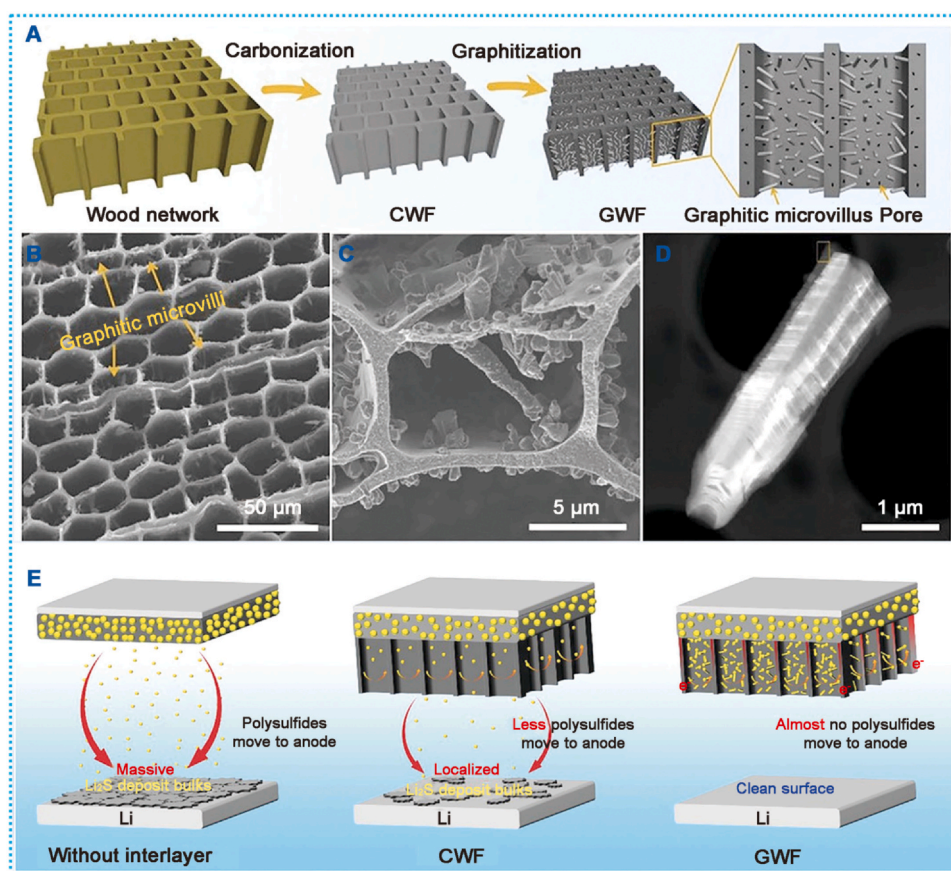 A
Carbonization
Graphitization
Wood network
CWF
GWF
Graphitic microvillus Pore
B
Graphitic microvilli
50 µm
C
5 µm
D
1 µm
E
Polysulfides
move to anode
Massive
Li₂S deposit bulks
Li
Without interlayer
Less polysulfides
move to anode
Localized
Li₂S deposit bulks
Li
CWF
e⁻
e⁻
e⁻
Almost no polysulfides
move to anode
Clean surface
Li
GWF